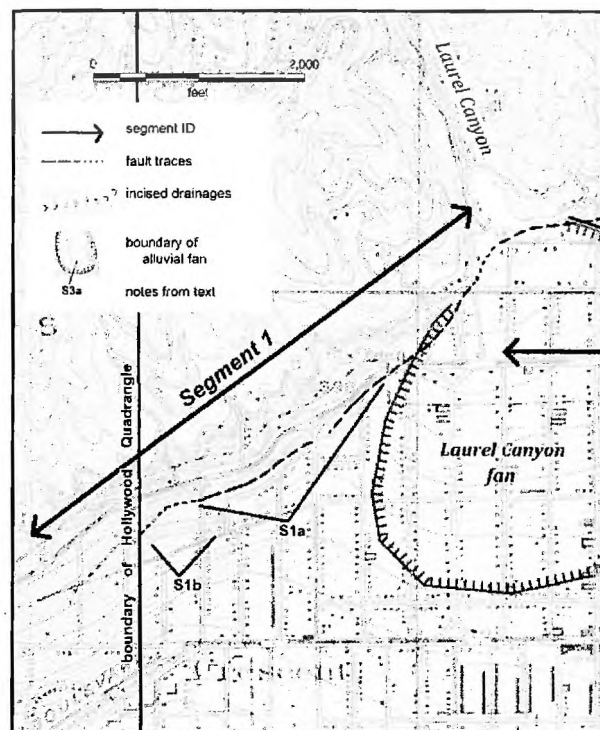 0 2,000
feet
segment ID
fault traces
incised drainages
boundary of
alluvial fan
S3a
notes from text
Laurel Canyon
Segment 1
boundary of Hollywood Quadrangle
Laurel Canyon
fan
S1a
S1b